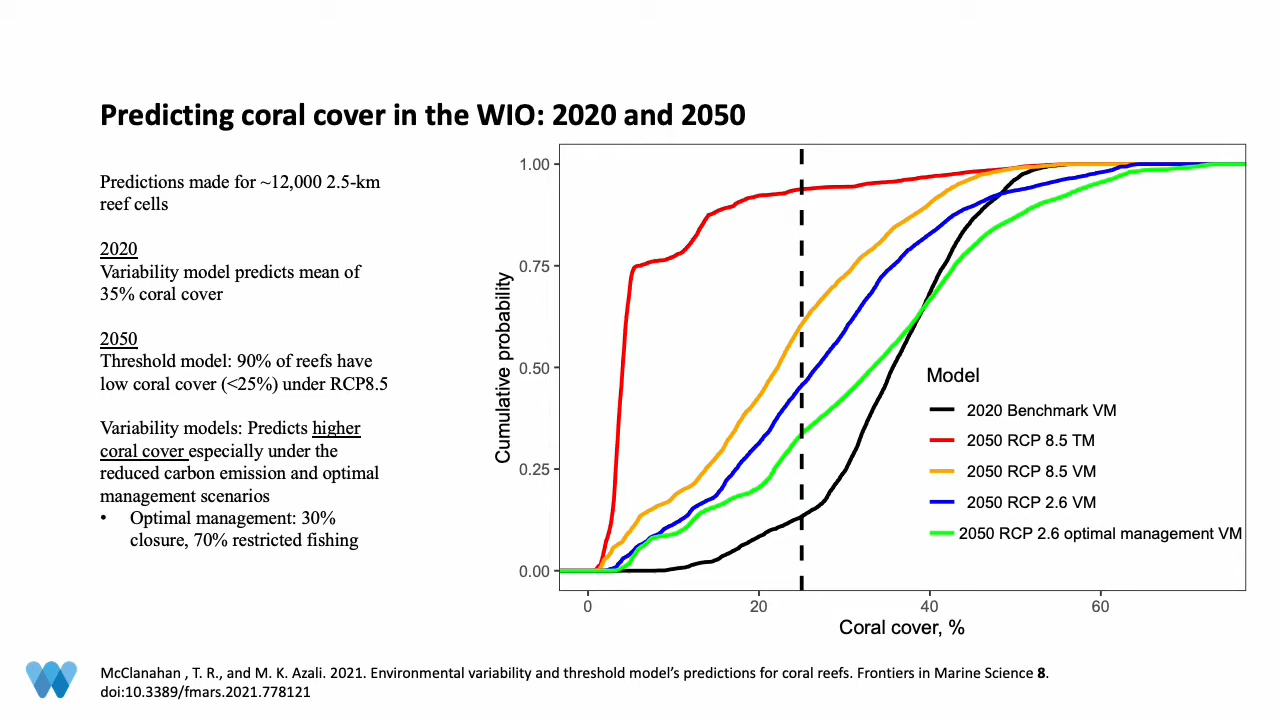 Predicting coral cover in the WIO: 2020 and 2050
Predictions made for ~12,000 2.5-km
reef cells
2020
Variability model predicts mean of
35% coral cover
2050
Threshold model: 90% of reefs have
low coral cover (<25%) under RCP8.5
Variability models: Predicts higher
coral cover especially under the
reduced carbon emission and optimal
management scenarios
• Optimal management: 30%
closure, 70% restricted fishing
Cumulative probability
1.00
0.75
0.50
0.25
0.00
0 20 40 60
Coral cover, %
Model
2020 Benchmark VM
2050 RCP 8.5 TM
2050 RCP 8.5 VM
2050 RCP 2.6 VM
2050 RCP 2.6 optimal management VM
McClanahan , T. R., and M. K. Azali. 2021. Environmental variability and threshold model’s predictions for coral reefs. Frontiers in Marine Science 8.
doi:10.3389/fmars.2021.778121